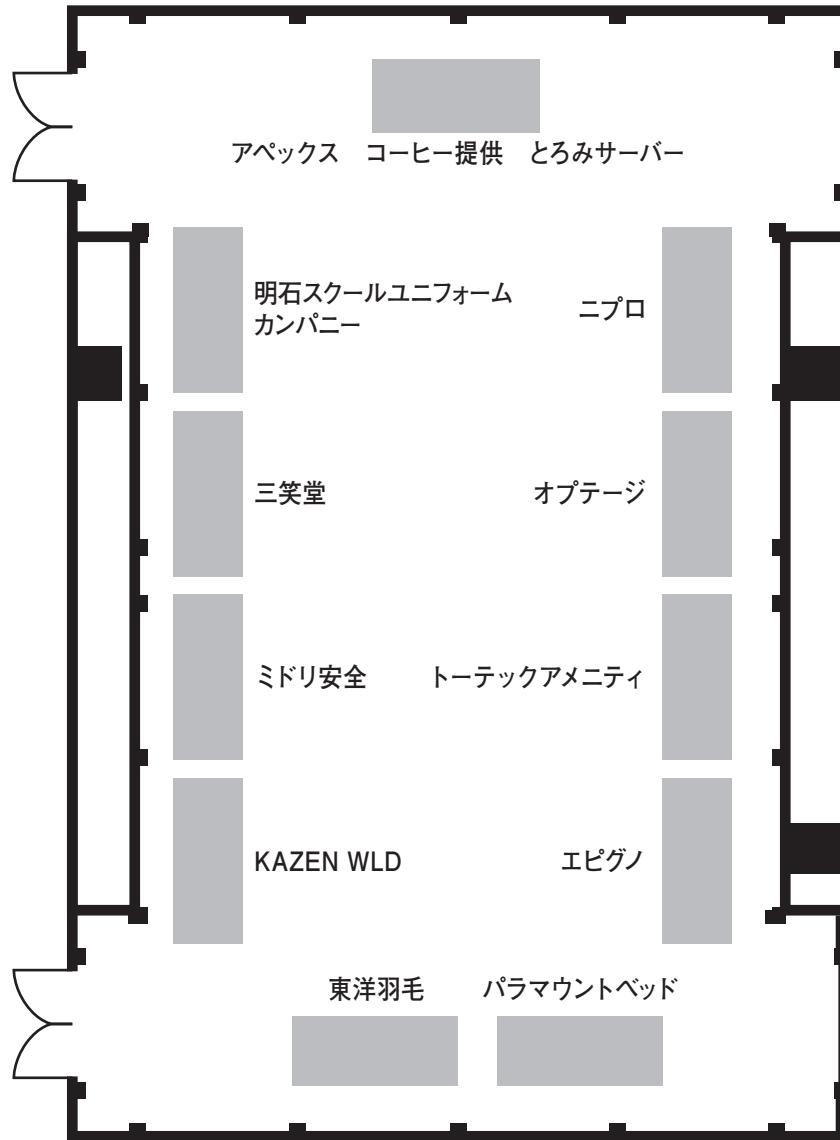 アペックス　コーヒー提供　とろみサーバー
明石スクールユニフォーム
カンパニー
ニプロ
三笑堂
オプテージ
ミドリ安全
トーテックアメニティ
KAZEN WLD
エピグノ
東洋羽毛
パラマウントベッド